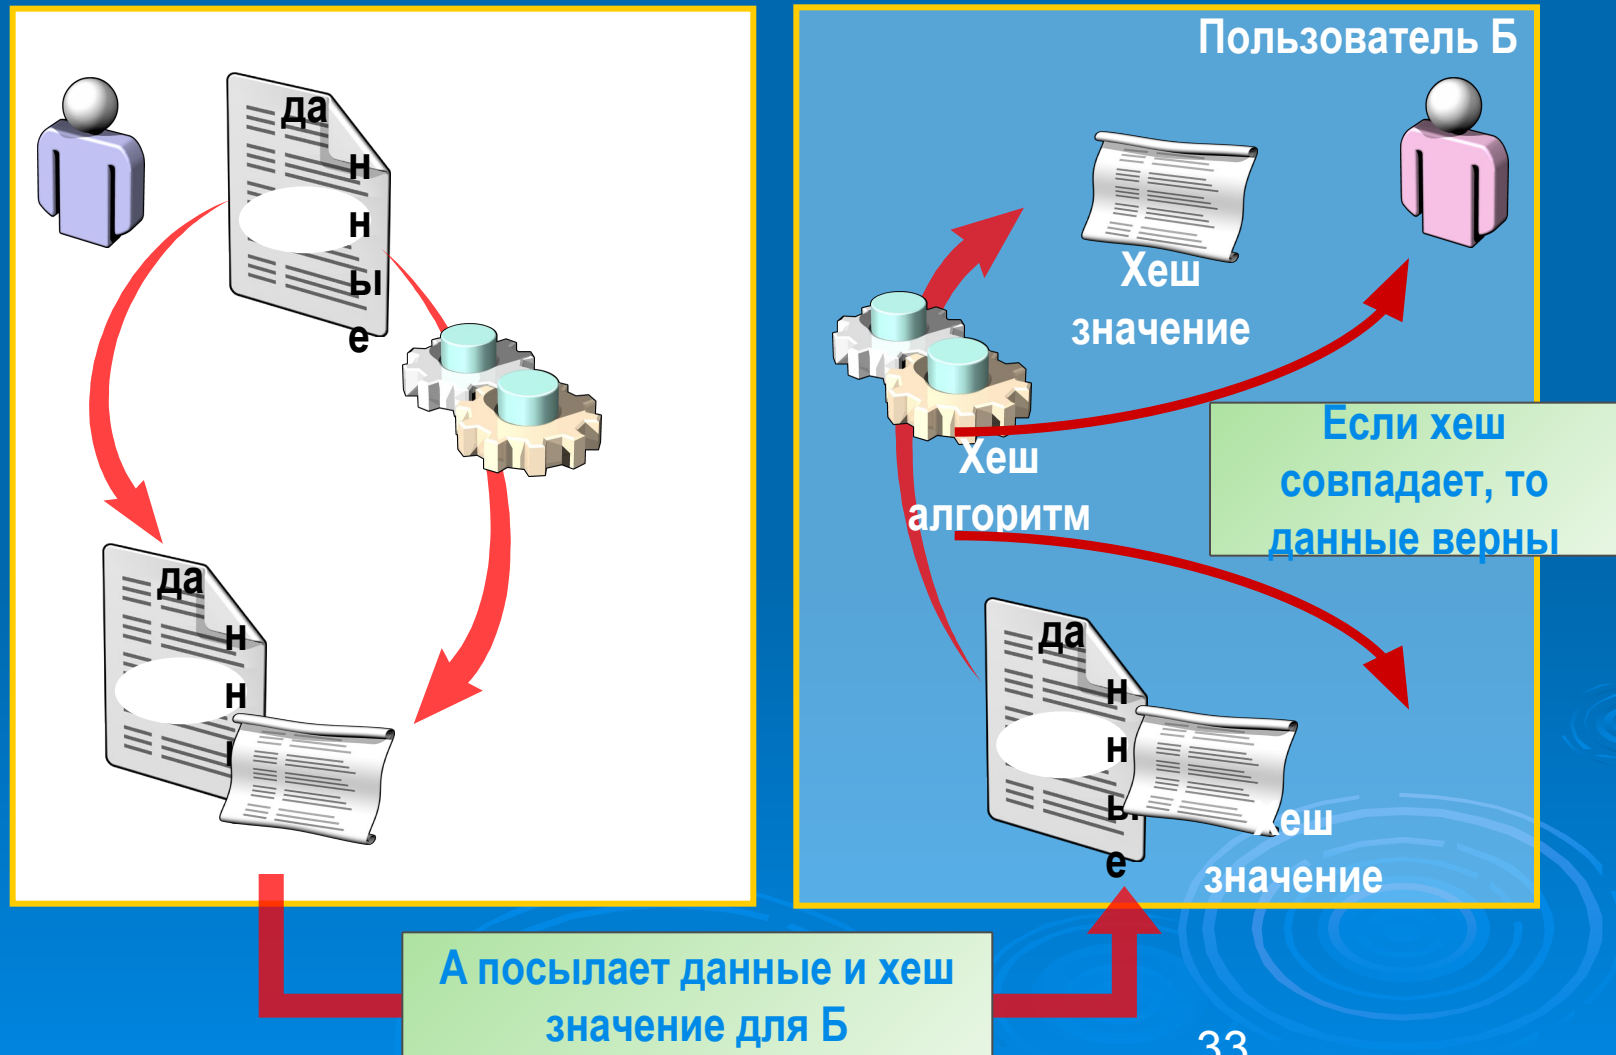 да
н
н
ы
е
да
н
н
Пользователь Б
Хеш
значение
Хеш
алгоритм
Если хеш
совпадает, то
данные верны
да
н
н
ы
е
Хеш
значение
А посылает данные и хеш
значение для Б
33